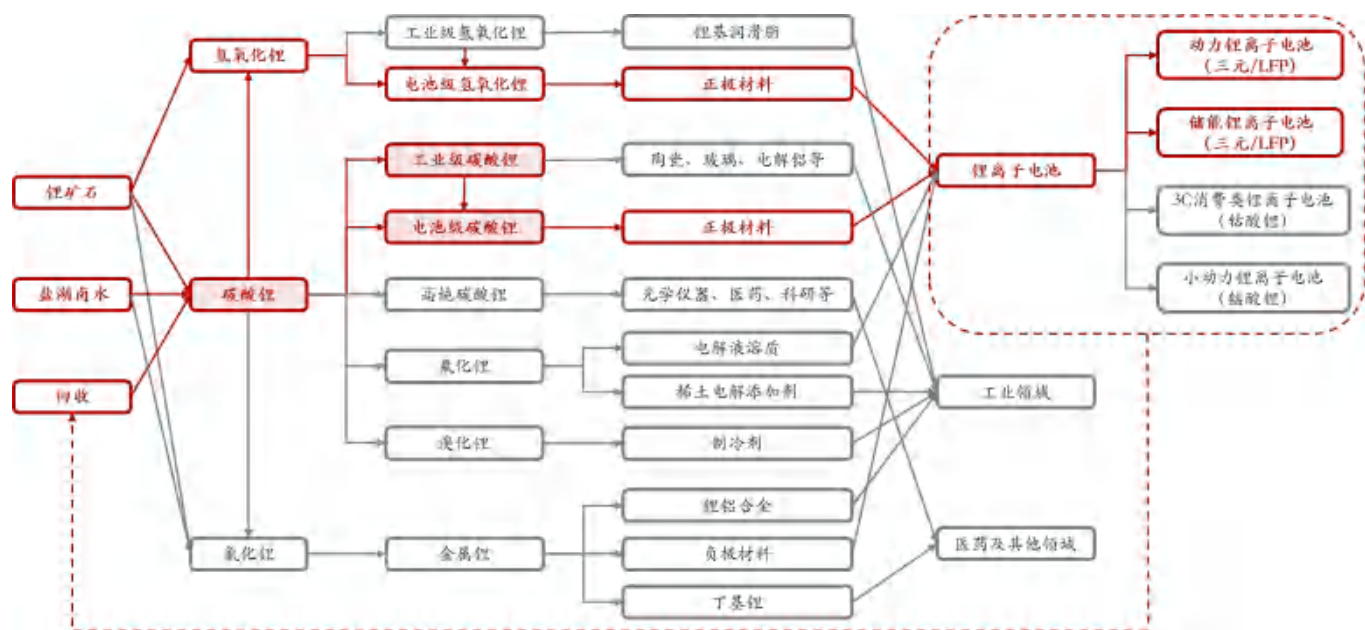 锂矿石
盐湖卤水
回收
氢氧化锂
碳酸锂
氯化锂
工业级氢氧化锂
电池级氢氧化锂
工业级碳酸锂
电池级碳酸锂
高纯碳酸锂
氟化锂
溴化锂
金属锂
锂基润滑脂
正极材料
陶瓷、玻璃、电解铝等
正极材料
光学仪器、医药、科研等
电解液溶质
稀土电解添加剂
制冷剂
锂铝合金
负极材料
丁基锂
锂离子电池
工业领域
医药及其他领域
动力锂离子电池
(三元/LFP)
储能锂离子电池
(三元/LFP)
3C消费类锂离子电池
(钴酸锂)
小动力锂离子电池
(锰酸锂)